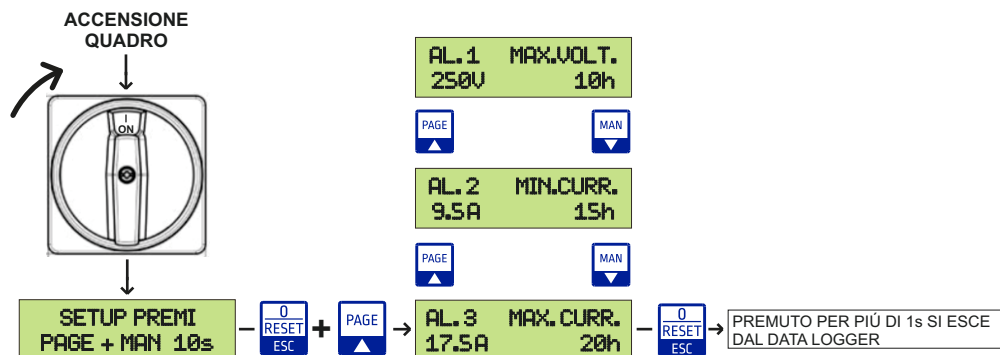 ACCENSIONE
QUADRO
I
ON
SETUP PREMI
PAGE + MAN 10s
0
RESET
ESC
+
PAGE
AL.1 MAX.VOLT.
250V 10h
PAGE
MAN
AL.2 MIN.CURR.
9.5A 15h
PAGE
MAN
AL.3 MAX.CURR.
17.5A 20h
0
RESET
ESC
PREMUTO PER PIÚ DI 1s SI ESCE
DAL DATA LOGGER